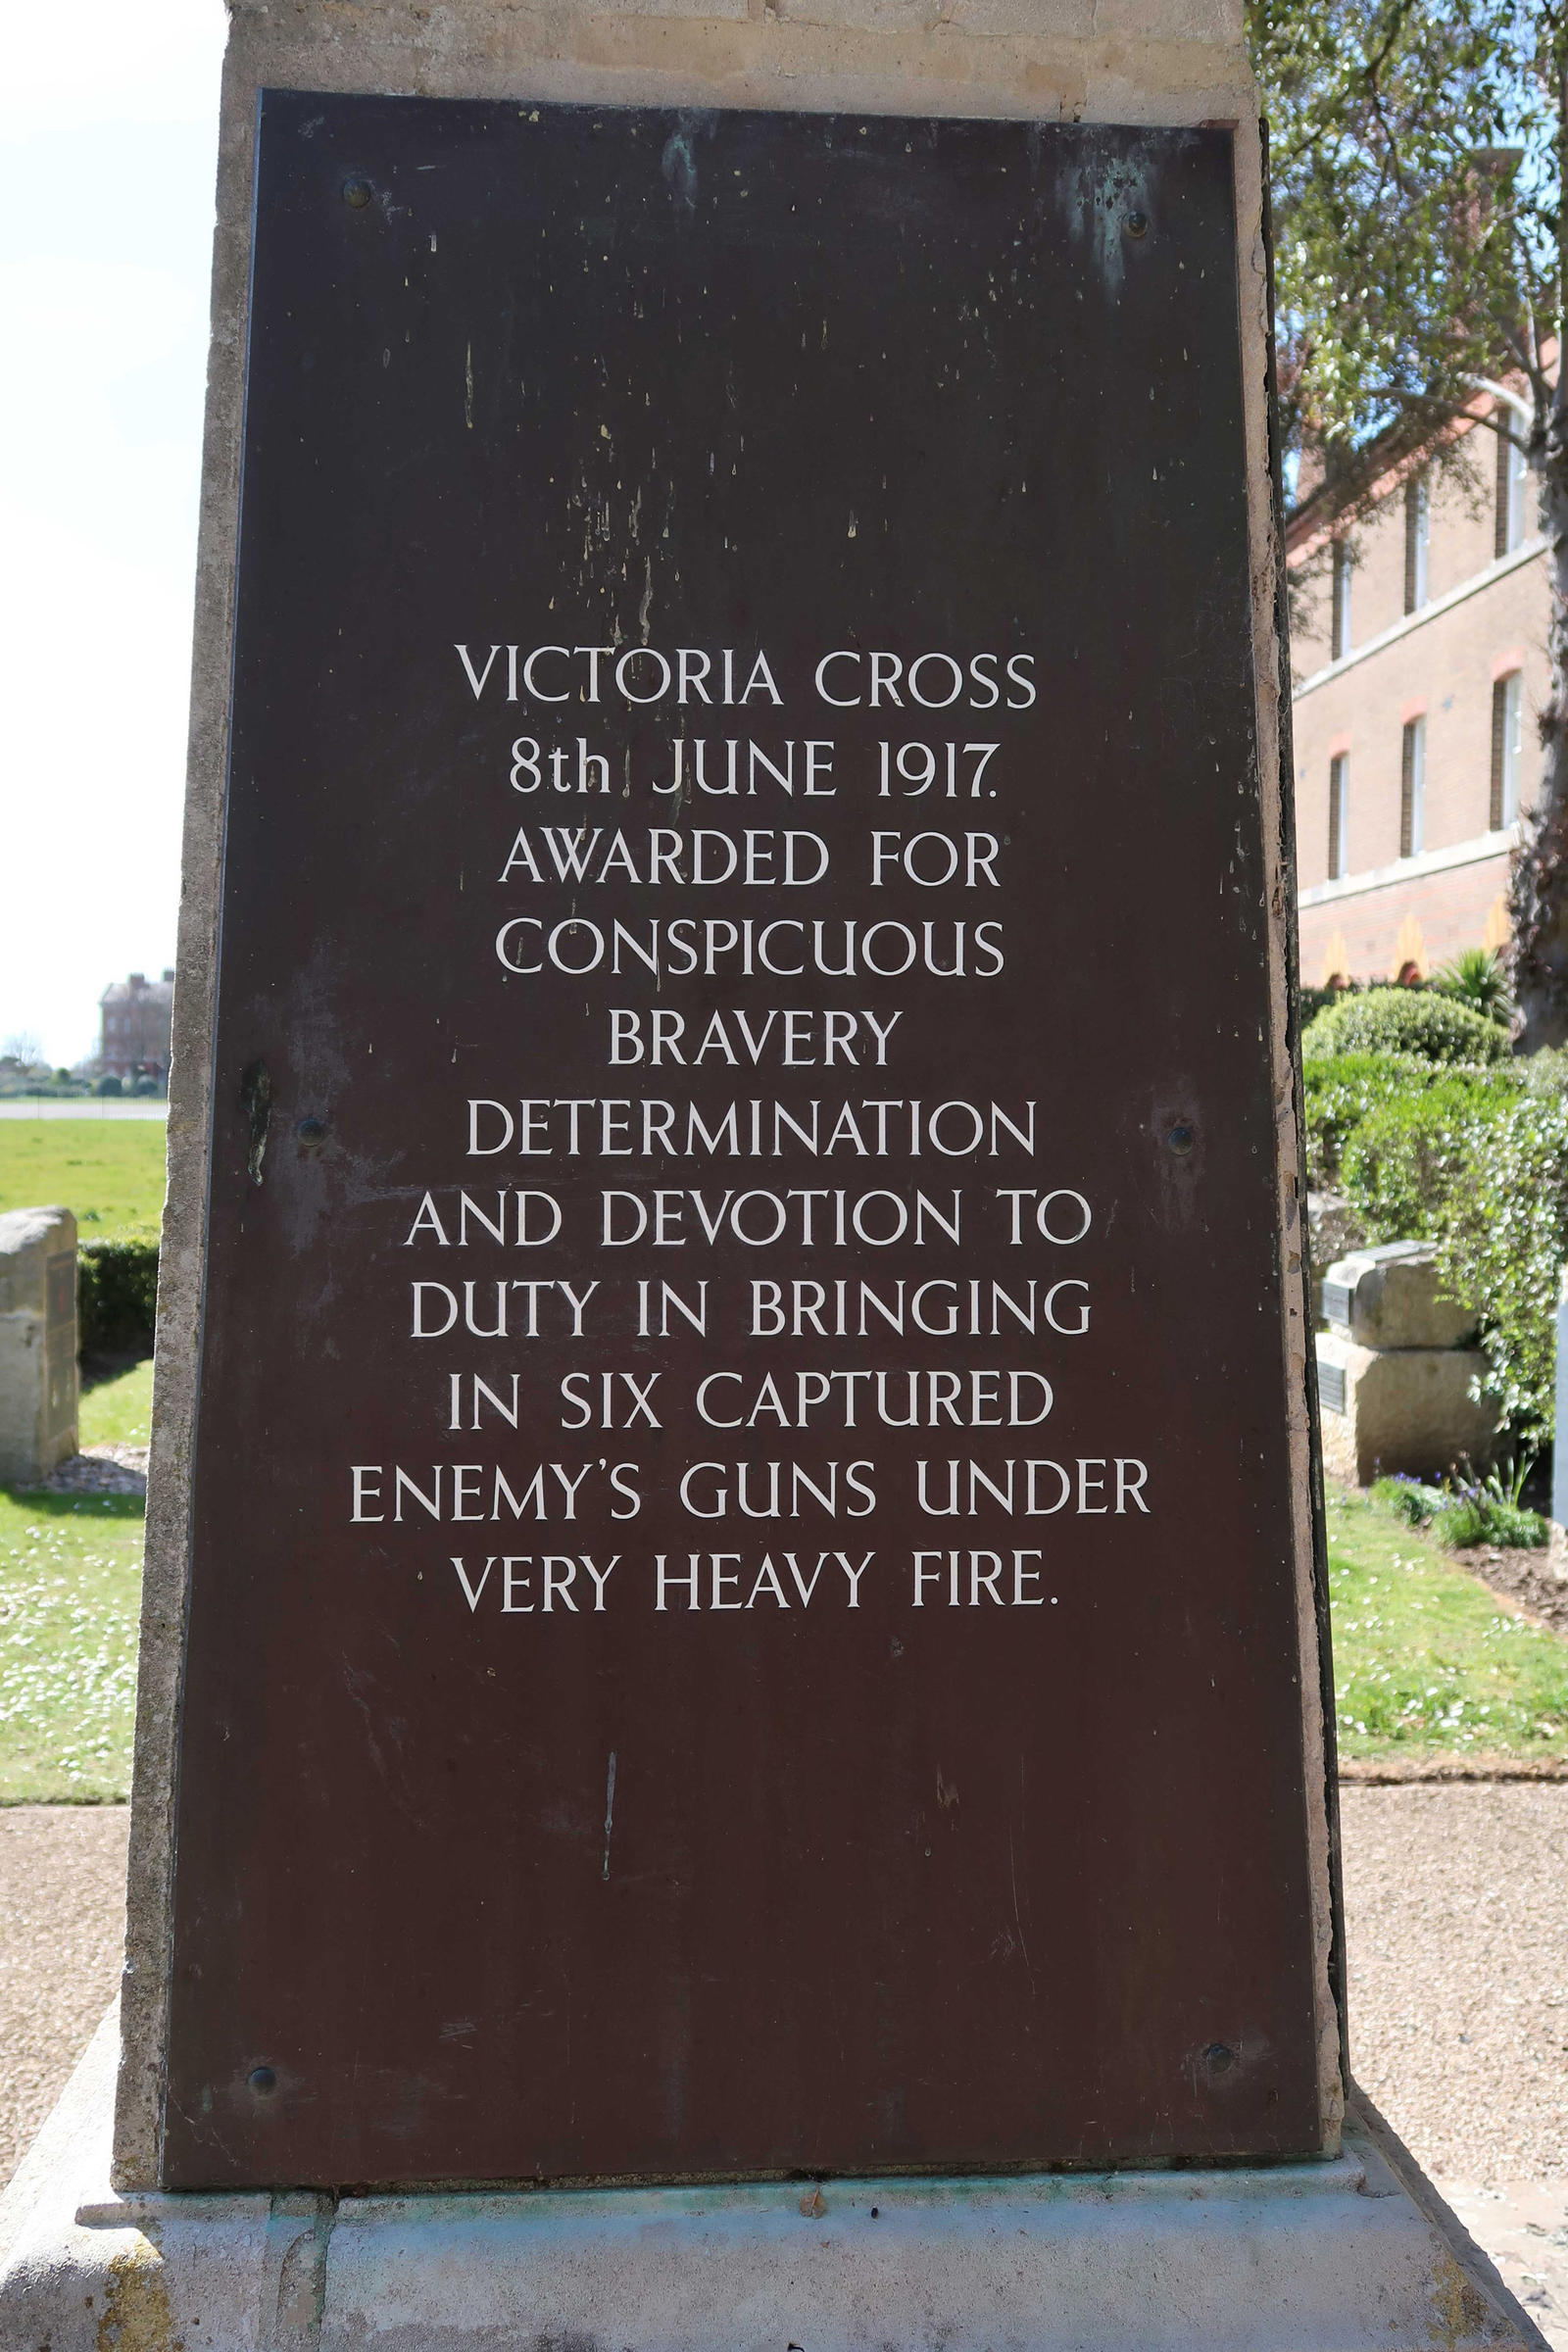 VICTORIA CROSS
8th JUNE 1917.
AWARDED FOR
CONSPICUOUS
BRAVERY
DETERMINATION
AND DEVOTION TO
DUTY IN BRINGING
IN SIX CAPTURED
ENEMY'S GUNS UNDER
VERY HEAVY FIRE.